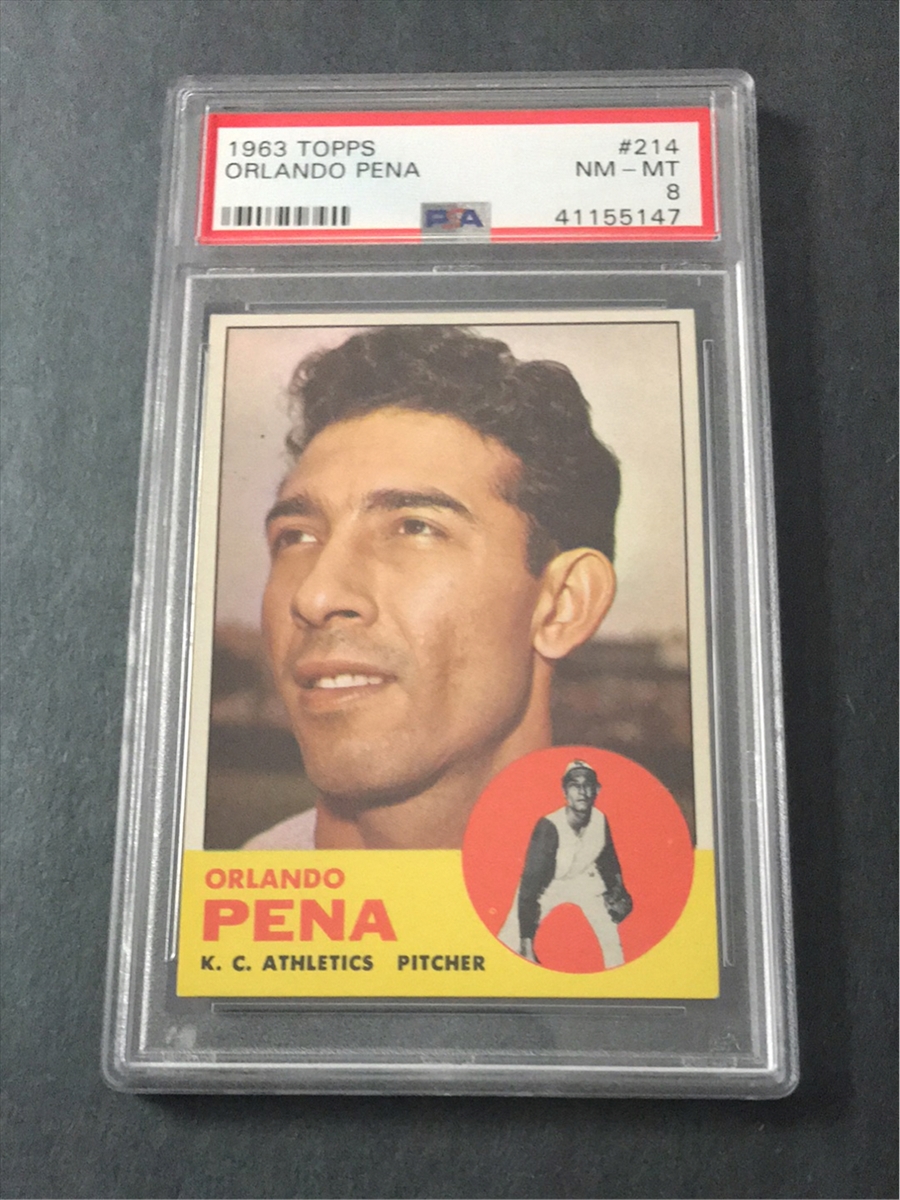 1963 TOPPS #214
ORLANDO PENA NM - MT
8
PSA 41155147
ORLANDO
PENA
K. C. ATHLETICS PITCHER